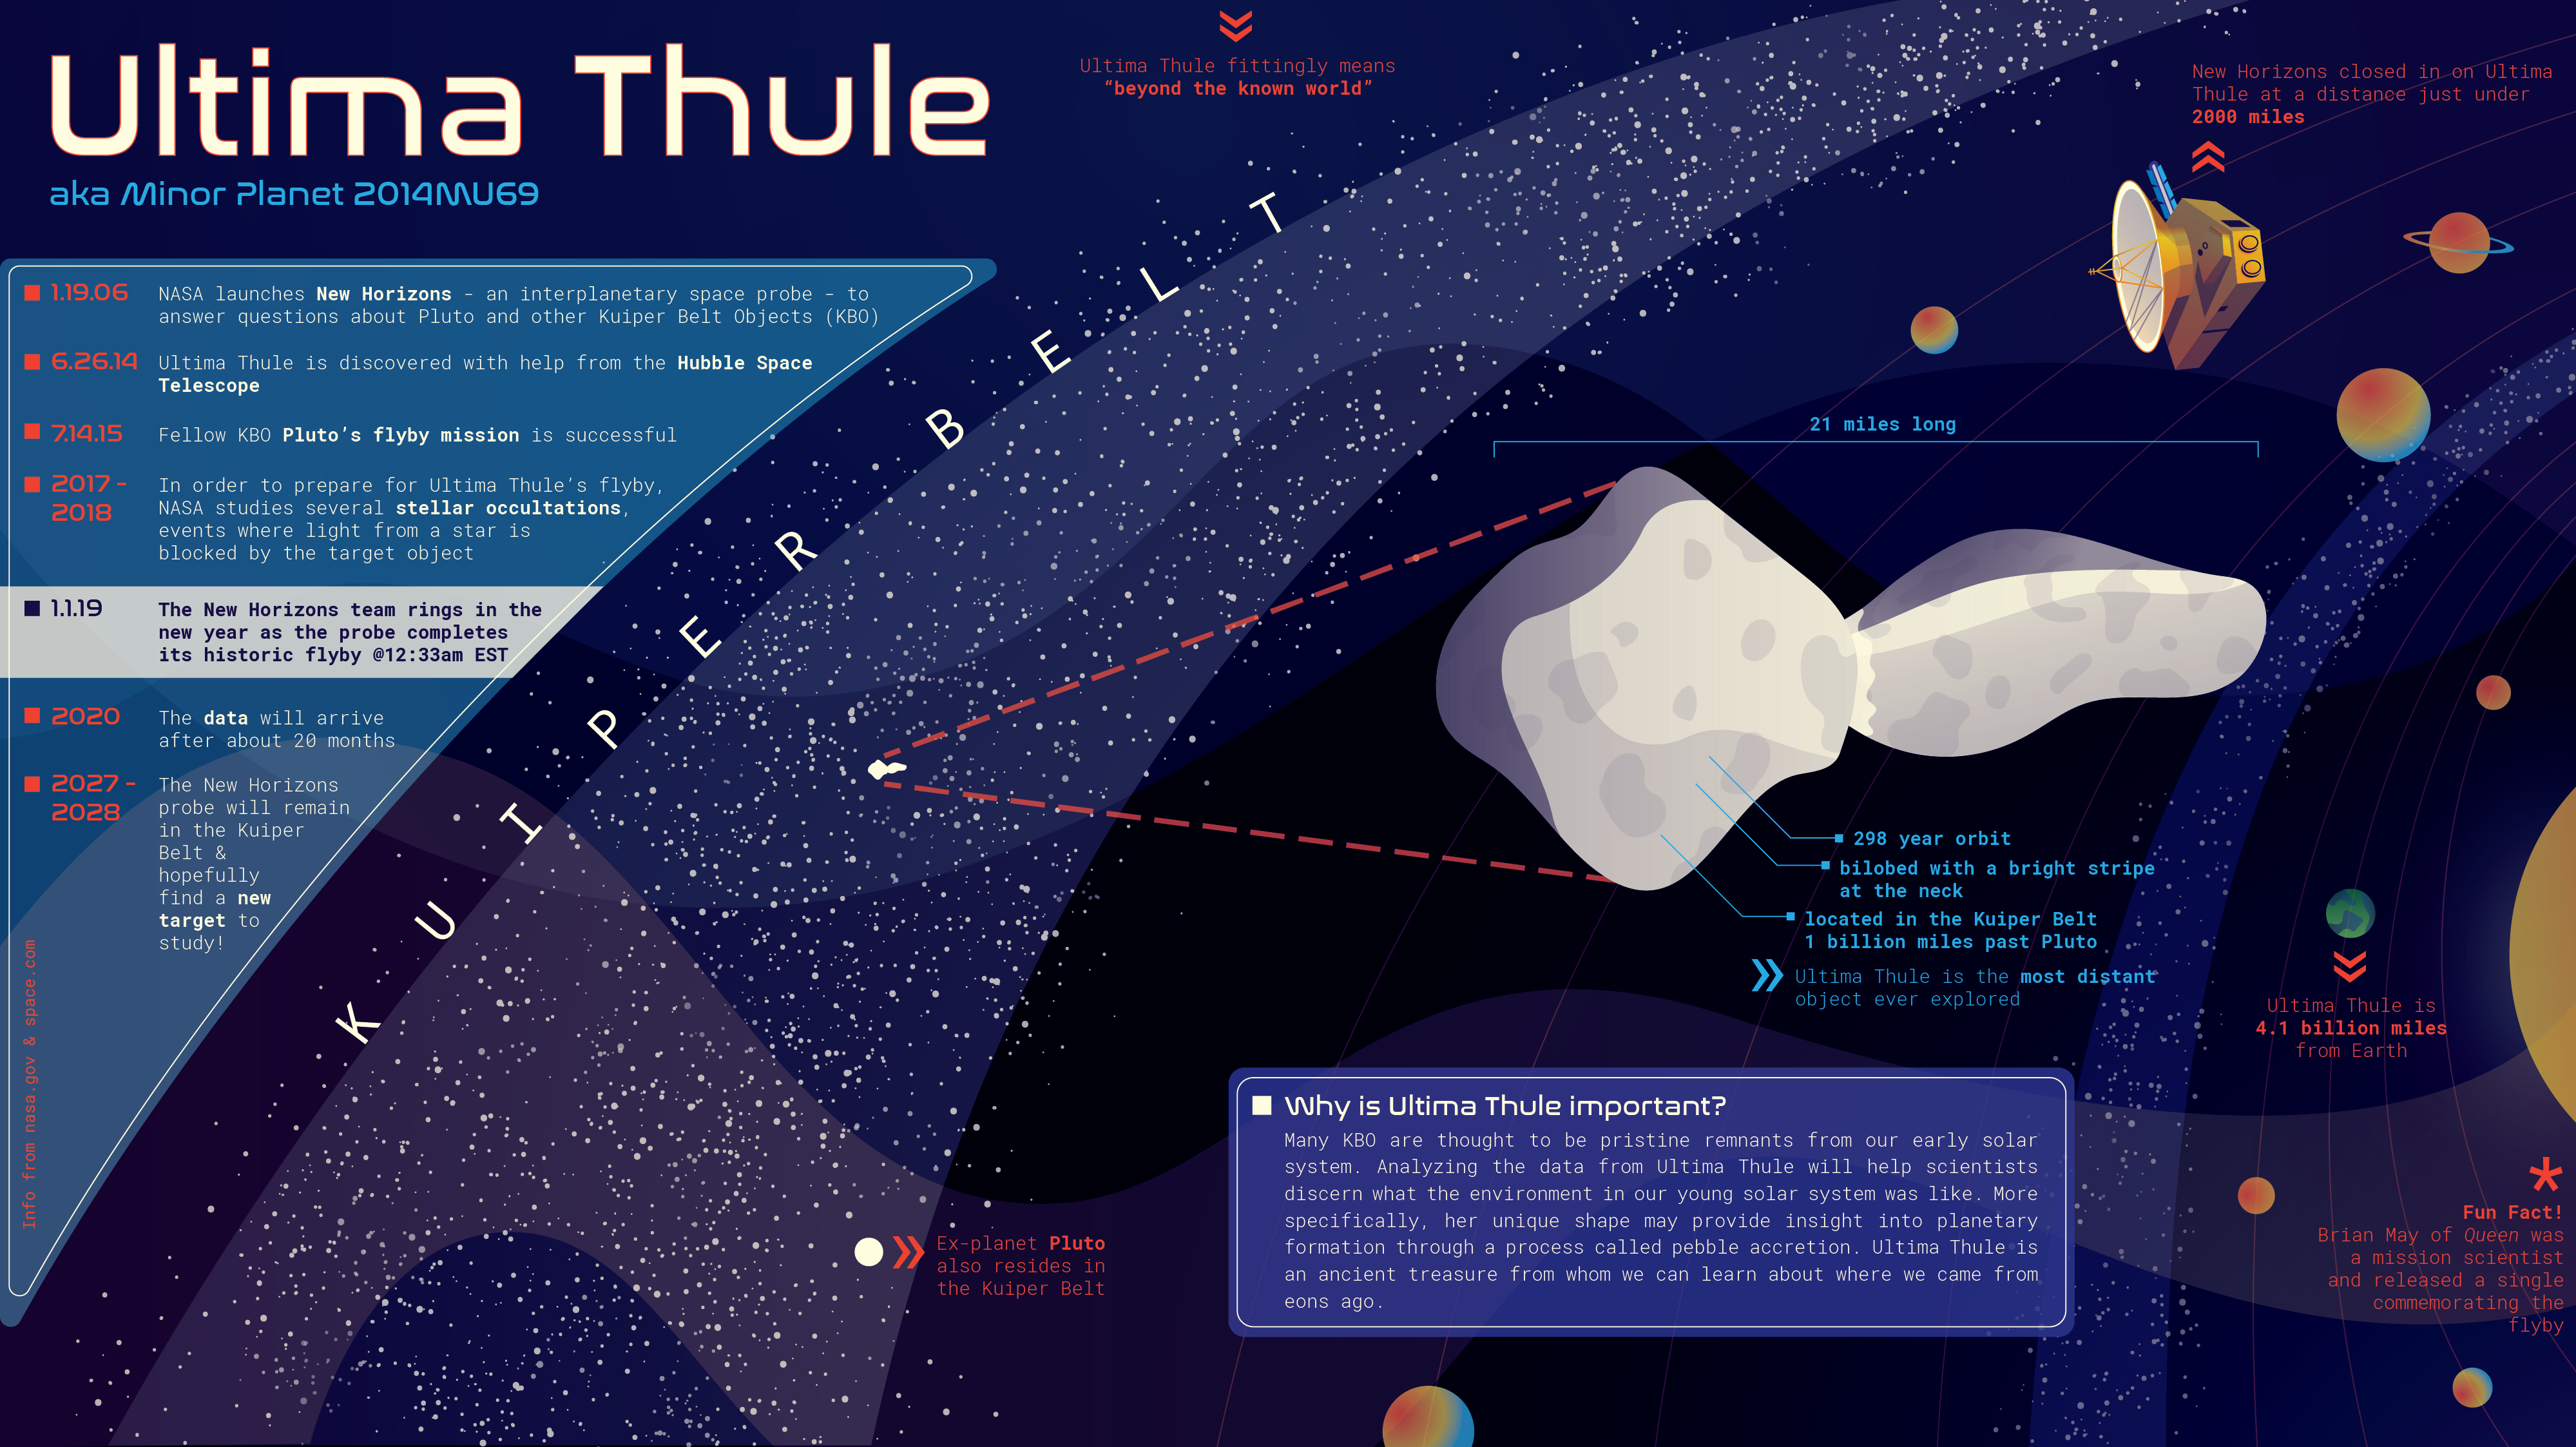 Ultima Thule
aka Minor Planet 2014MU69
Ultima Thule fittingly means
“beyond the known world”
New Horizons closed in on Ultima
Thule at a distance just under
2000 miles
1.19.06
NASA launches New Horizons - an interplanetary space probe - to
answer questions about Pluto and other Kuiper Belt Objects (KBO)
6.26.14
Ultima Thule is discovered with help from the Hubble Space
Telescope
7.14.15
Fellow KBO Pluto’s flyby mission is successful
2017 -
2018
In order to prepare for Ultima Thule’s flyby,
NASA studies several stellar occultations,
events where light from a star is
blocked by the target object
1.1.19
The New Horizons team rings in the
new year as the probe completes
its historic flyby @12:33am EST
2020
The data will arrive
after about 20 months
2027 -
2028
The New Horizons
probe will remain
in the Kuiper
Belt &
hopefully
find a new
target to
study!
Info from nasa.gov & space.com
KUIPER BELT
21 miles long
298 year orbit
bilobed with a bright stripe
at the neck
located in the Kuiper Belt
1 billion miles past Pluto
Ultima Thule is the most distant
object ever explored
Ultima Thule is
4.1 billion miles
from Earth
Why is Ultima Thule important?
Many KBO are thought to be pristine remnants from our early solar
system. Analyzing the data from Ultima Thule will help scientists
discern what the environment in our young solar system was like. More
specifically, her unique shape may provide insight into planetary
formation through a process called pebble accretion. Ultima Thule is
an ancient treasure from whom we can learn about where we came from
eons ago.
Ex-planet Pluto
also resides in
the Kuiper Belt
*
Fun Fact!
Brian May of Queen was
a mission scientist
and released a single
commemorating the
flyby